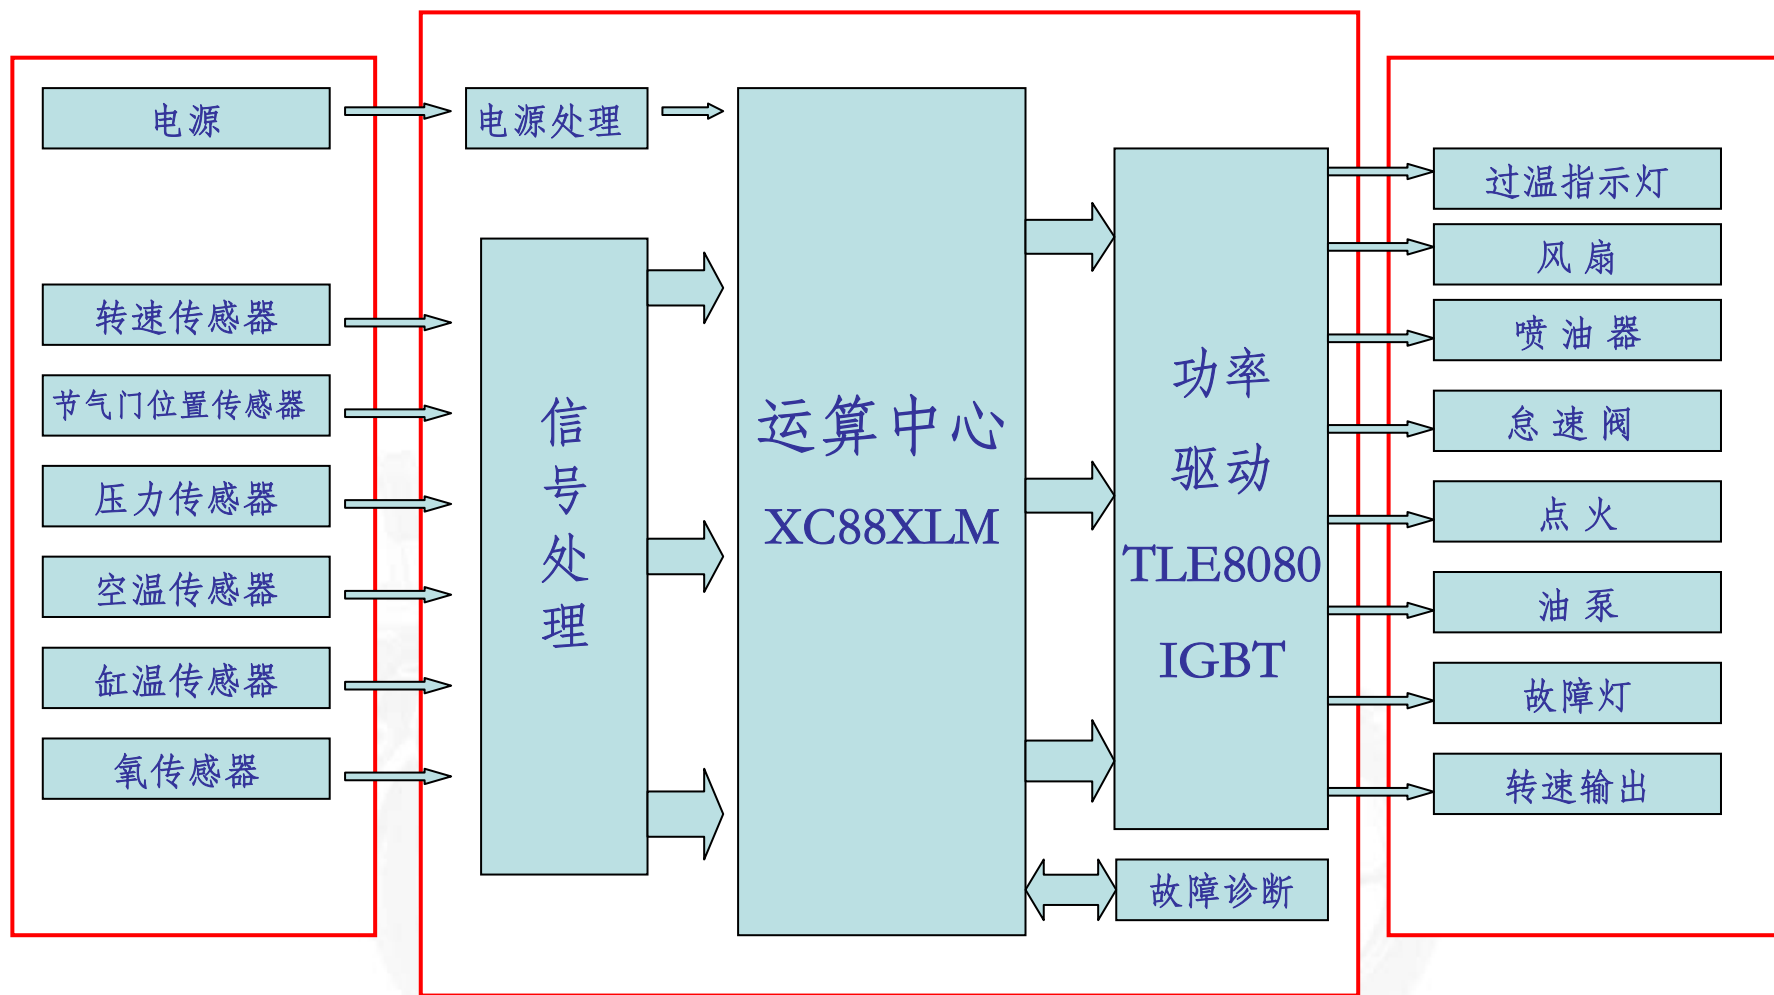 电源
转速传感器
节气门位置传感器
压力传感器
空温传感器
缸温传感器
氧传感器
电源处理
信
号
处
理
运算中心
XC88XLM
功率
驱动
TLE8080
IGBT
故障诊断
过温指示灯
风扇
喷油器
怠速阀
点火
油泵
故障灯
转速输出